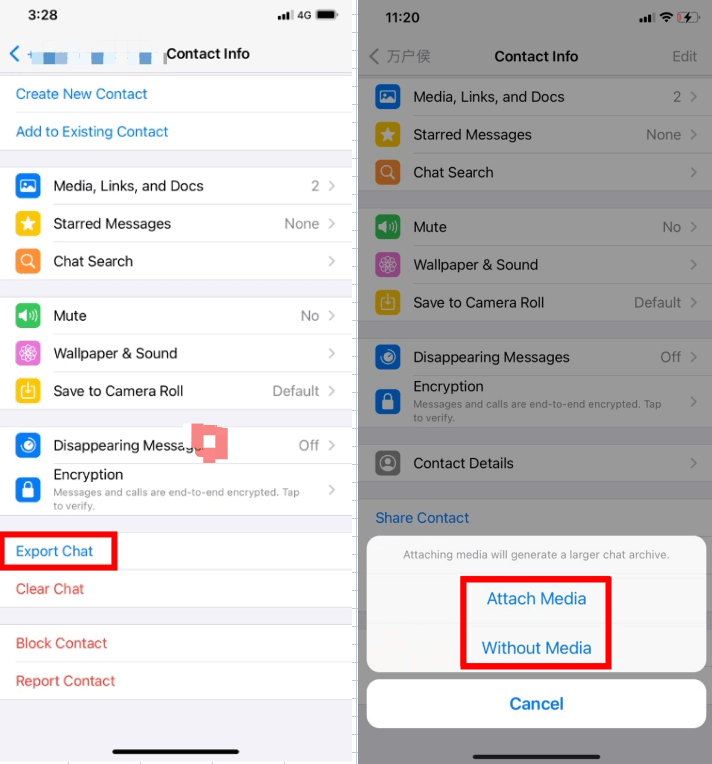 3:28
4G
Contact Info
Create New Contact
Add to Existing Contact
Media, Links, and Docs 2
Starred Messages None
Chat Search
Mute No
Wallpaper & Sound
Save to Camera Roll Default
Disappearing Message Off
Encryption
Messages and calls are end-to-end encrypted. Tap
to verify.
Export Chat
Clear Chat
Block Contact
Report Contact
11:20
万户侯 Contact Info Edit
Media, Links, and Docs 2
Starred Messages None
Chat Search
Mute No
Wallpaper & Sound
Save to Camera Roll Default
Disappearing Messages Off
Encryption
Messages and calls are end-to-end encrypted. Tap
to verify.
Contact Details
Share Contact
Attaching media will generate a larger chat archive.
Attach Media
Without Media
Cancel